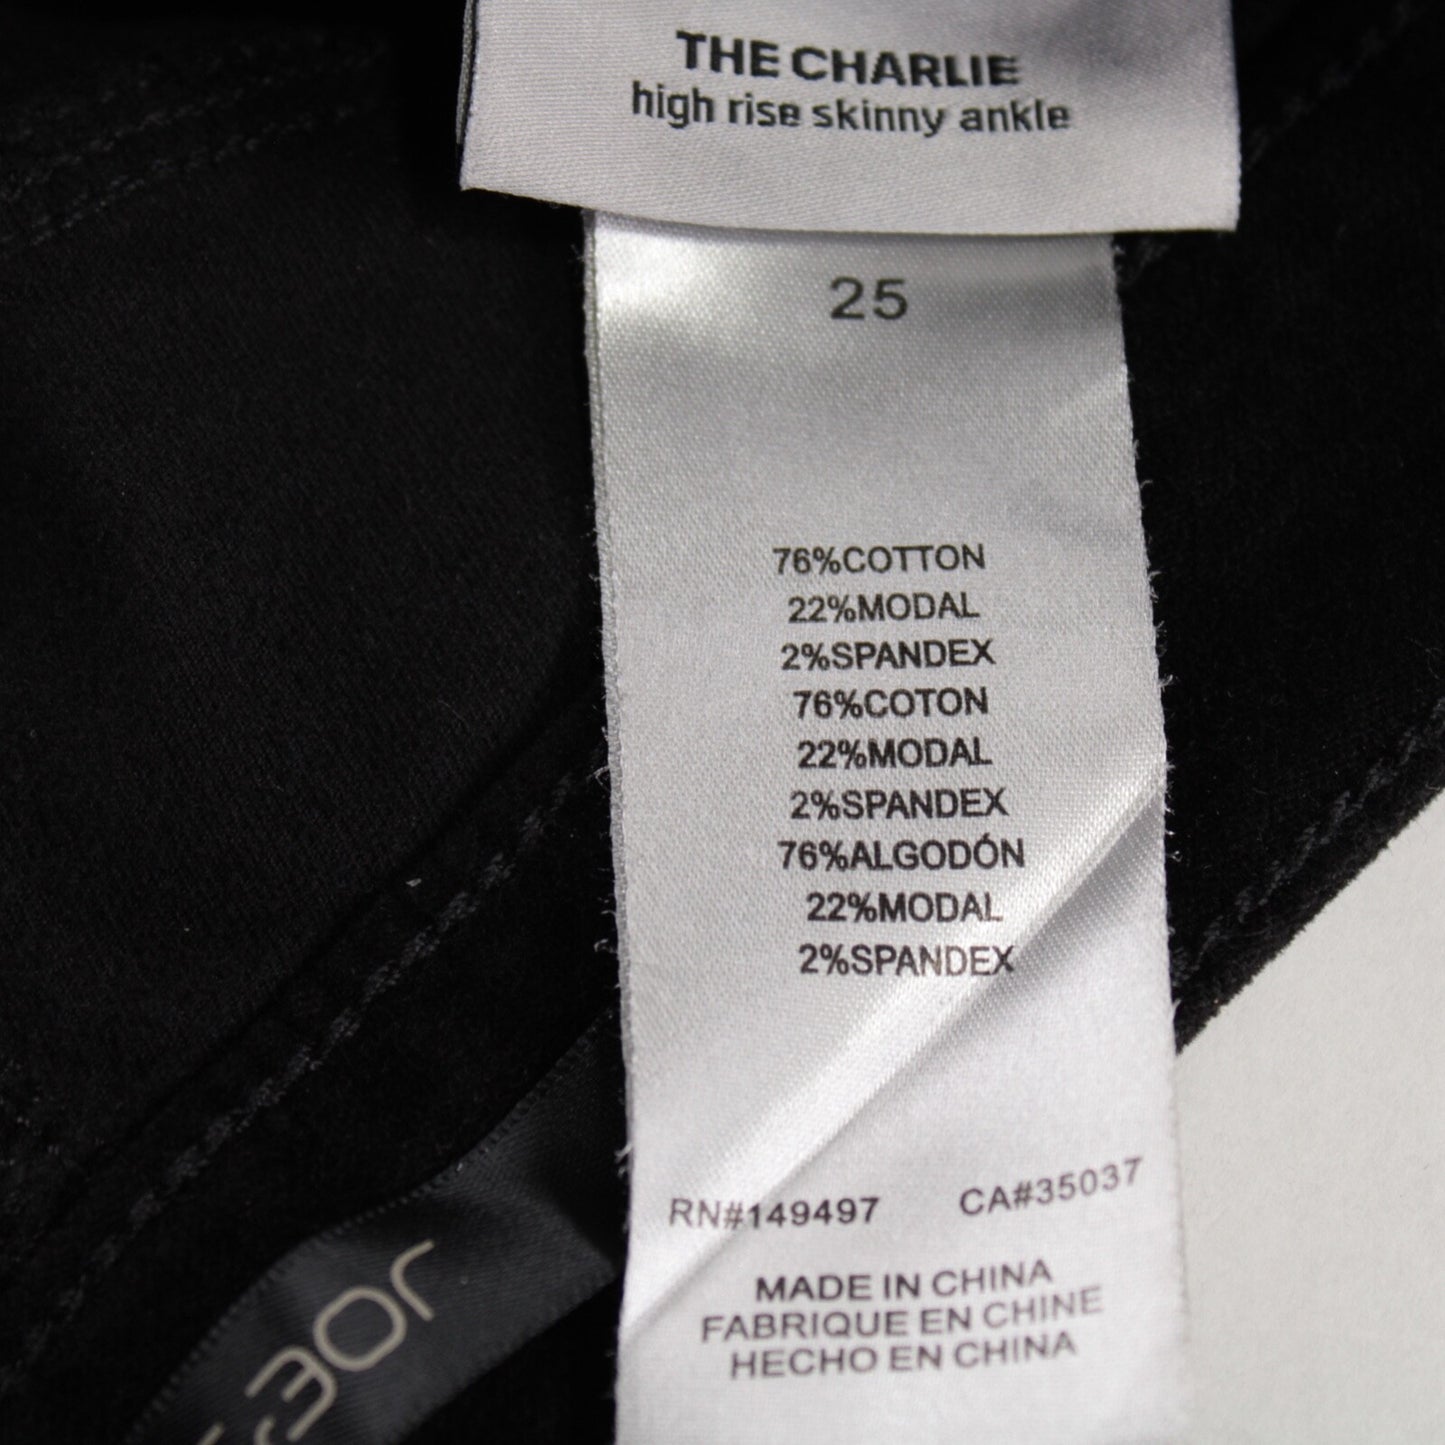 THE CHARLIE
high rise skinny ankle
25
76%COTTON
22%MODAL
2%SPANDEX
76%COTON
22%MODAL
2%SPANDEX
76%ALGODÓN
22%MODAL
2%SPANDEX
RN#149497 CA#35037
MADE IN CHINA
FABRIQUE EN CHINE
HECHO EN CHINA